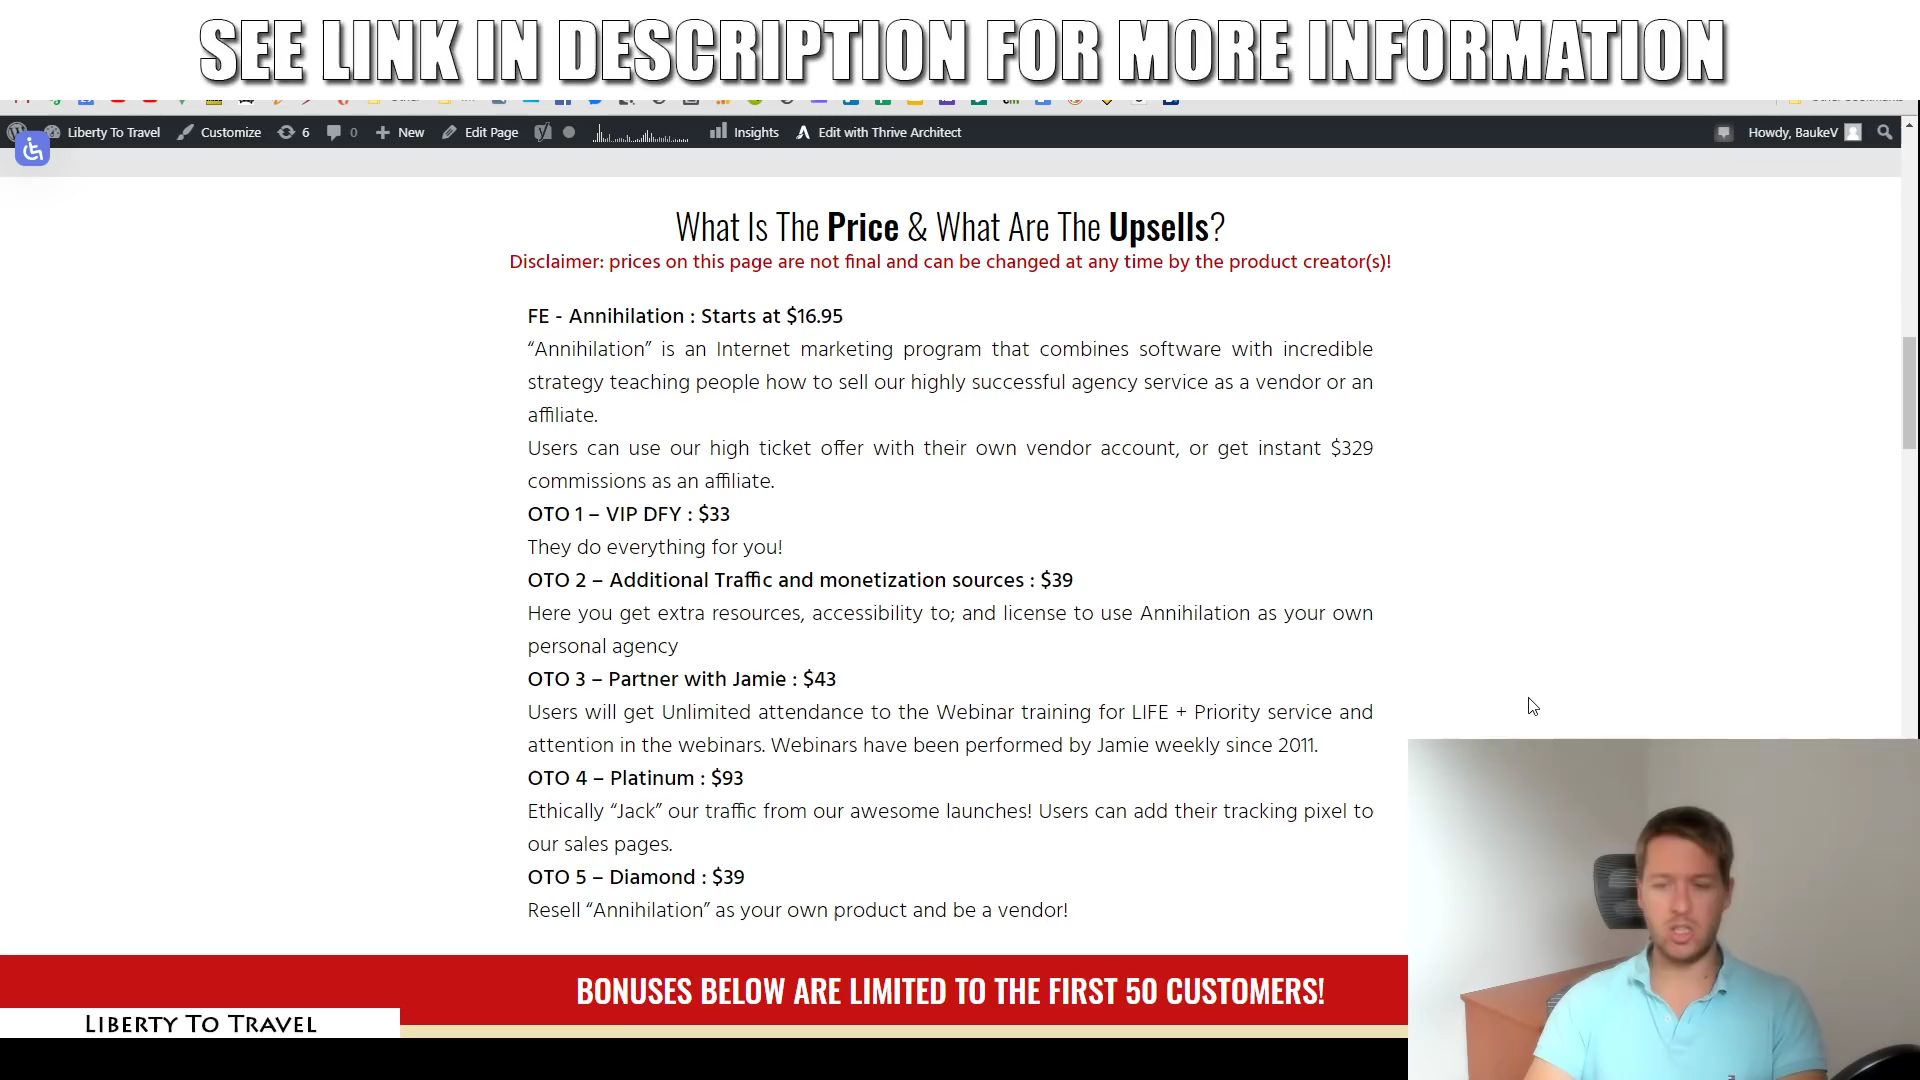 SEE LINK IN DESCRIPTION FOR MORE INFORMATION
Liberty To Travel Customize 6 0 New Edit Page Insights Edit with Thrive Architect Howdy, BaukeV
What Is The Price & What Are The Upsells?
Disclaimer: prices on this page are not final and can be changed at any time by the product creator(s)!
FE - Annihilation : Starts at $16.95
“Annihilation” is an Internet marketing program that combines software with incredible
strategy teaching people how to sell our highly successful agency service as a vendor or an
affiliate.
Users can use our high ticket offer with their own vendor account, or get instant $329
commissions as an affiliate.
OTO 1 – VIP DFY : $33
They do everything for you!
OTO 2 – Additional Traffic and monetization sources : $39
Here you get extra resources, accessibility to; and license to use Annihilation as your own
personal agency
OTO 3 – Partner with Jamie : $43
Users will get Unlimited attendance to the Webinar training for LIFE + Priority service and
attention in the webinars. Webinars have been performed by Jamie weekly since 2011.
OTO 4 – Platinum : $93
Ethically “Jack” our traffic from our awesome launches! Users can add their tracking pixel to
our sales pages.
OTO 5 – Diamond : $39
Resell “Annihilation” as your own product and be a vendor!
BONUSES BELOW ARE LIMITED TO THE FIRST 50 CUSTOMERS!
LIBERTY TO TRAVEL